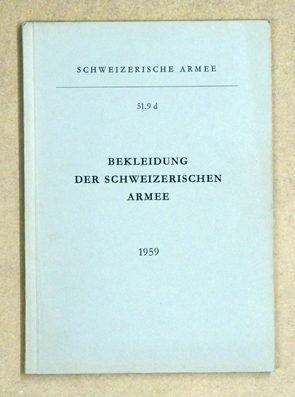 SCHWEIZERISCHE ARMEE
51.9 d
BEKLEIDUNG
DER SCHWEIZERISCHEN
ARMEE
1959